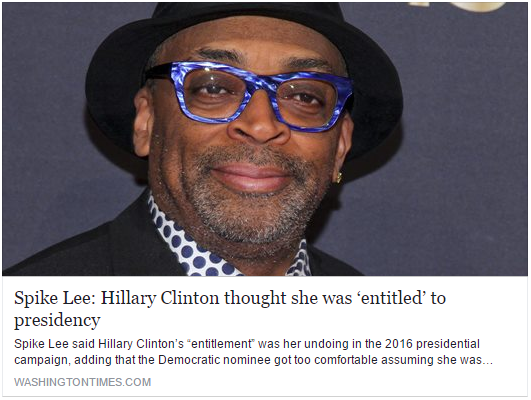 Spike Lee: Hillary Clinton thought she was ‘entitled’ to
presidency
Spike Lee said Hillary Clinton’s “entitlement” was her undoing in the 2016 presidential
campaign, adding that the Democratic nominee got too comfortable assuming she was…
WASHINGTONTIMES.COM